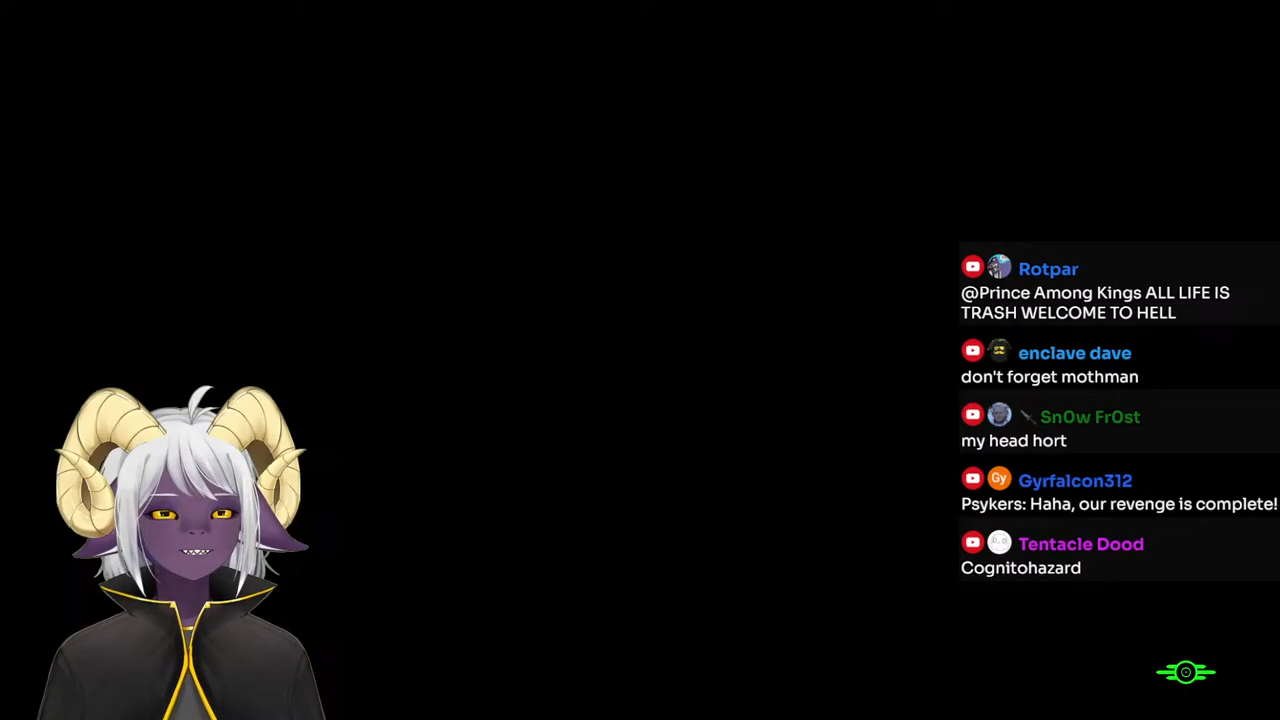 Rotpar
@Prince Among Kings ALL LIFE IS
TRASH WELCOME TO HELL
enclave dave
don't forget mothman
Sn0w Fr0st
my head hort
Gy Gyrfalcon312
Psykers: Haha, our revenge is complete!
Tentacle Dood
Cognitohazard